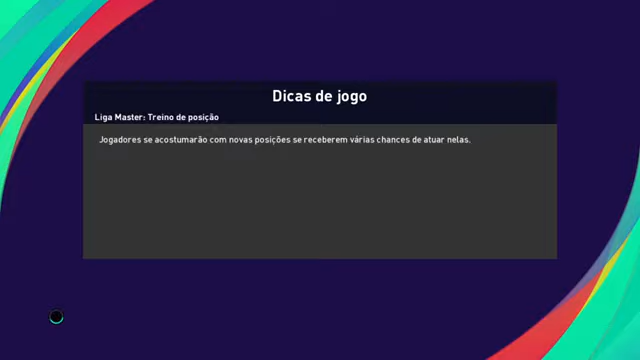 Dicas de jogo
Liga Master: Treino de posição
Jogadores se acostumarão com novas posições se receberem várias chances de atuar nelas.